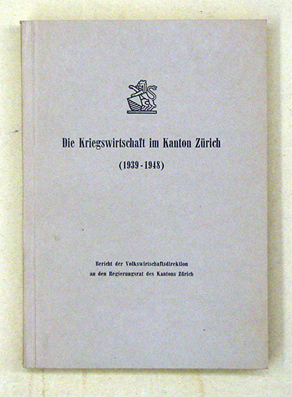 Die Kriegswirtschaft im Kanton Zürich
(1939-1948)
Bericht der Volkswirtschaftsdirektion
an den Regierungsrat des Kantons Zürich